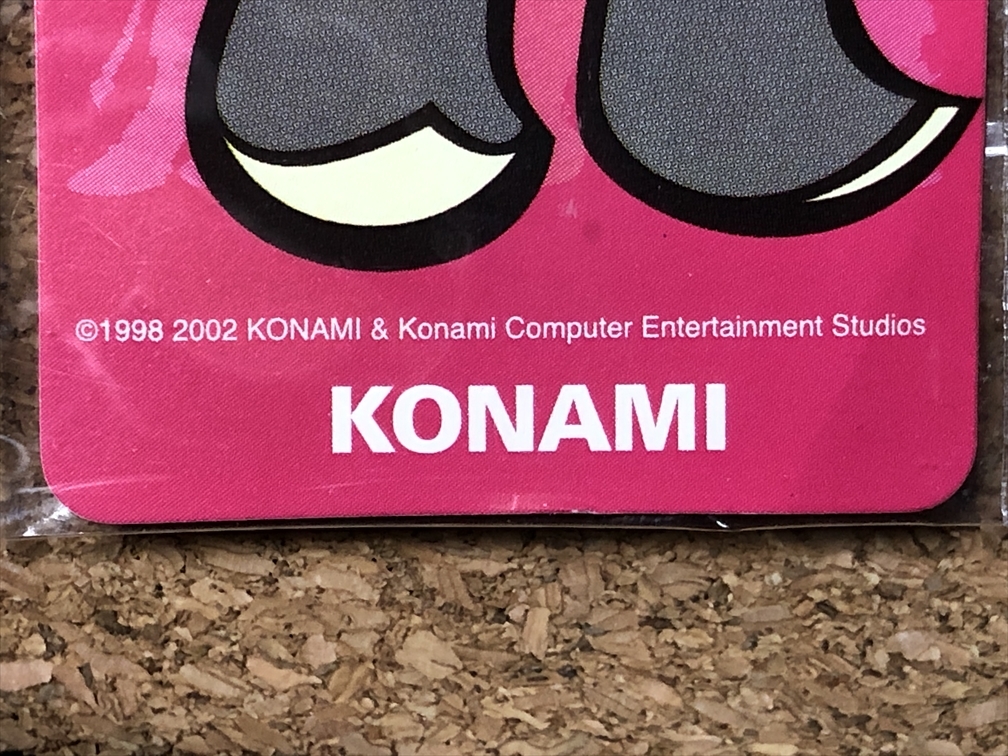 ©1998 2002 KONAMI & Konami Computer Entertainment Studios
KONAMI